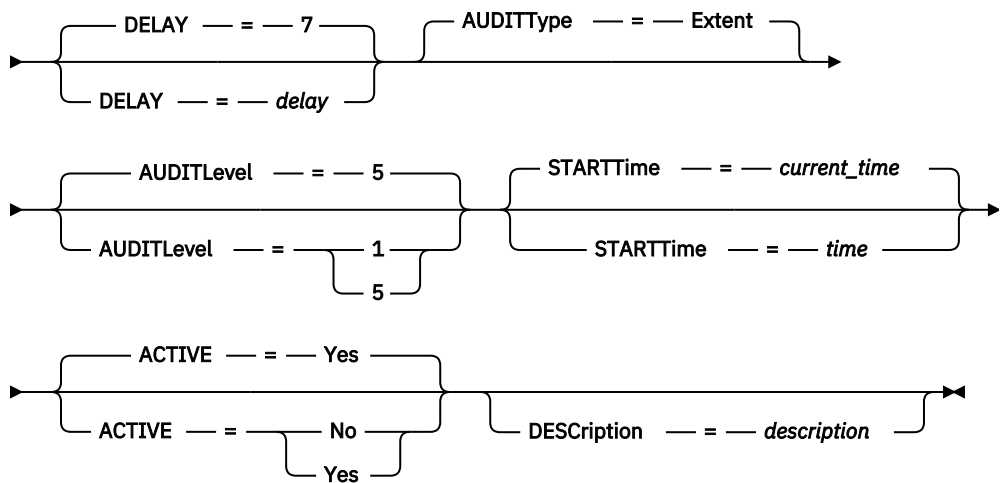 DELAY = 7
AUDITType = Extent
DELAY = delay
AUDITLevel = 5
STARTTime = current_time
AUDITLevel = 1
STARTTime = time
5
ACTIVE = Yes
ACTIVE = No
DESCription = description
Yes